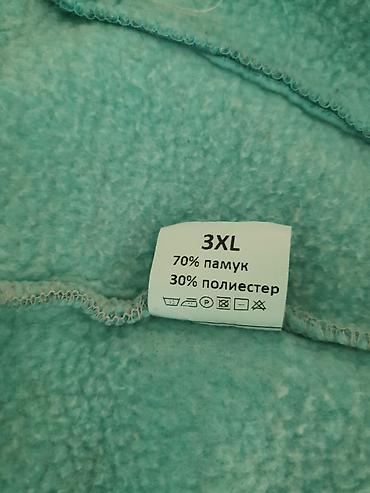 3XL
70% памук
30% полиестер